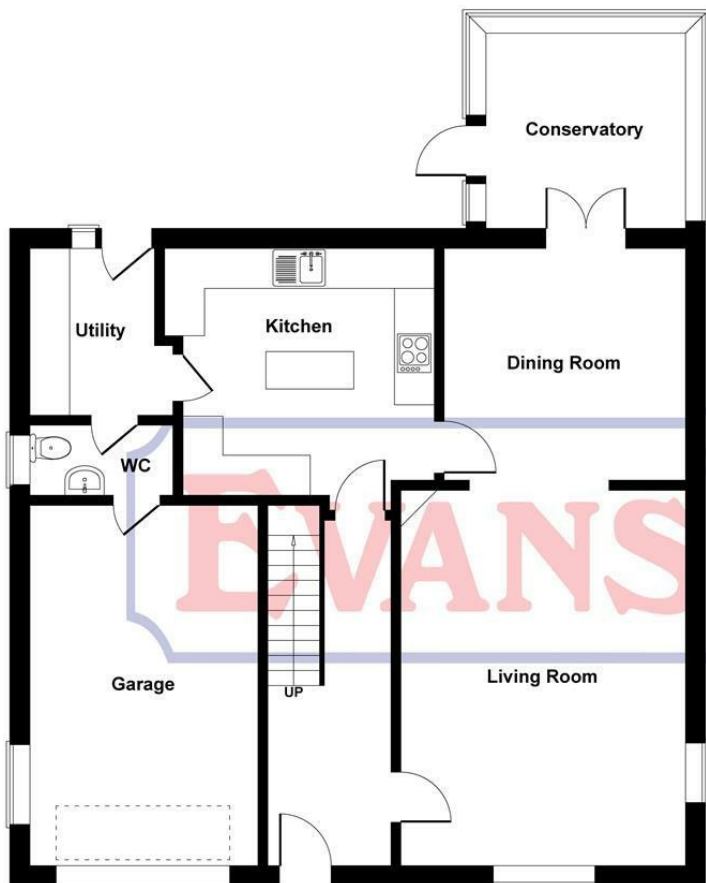 Conservatory
Utility
Kitchen
Dining Room
WC
EVANS
Garage
UP
Living Room